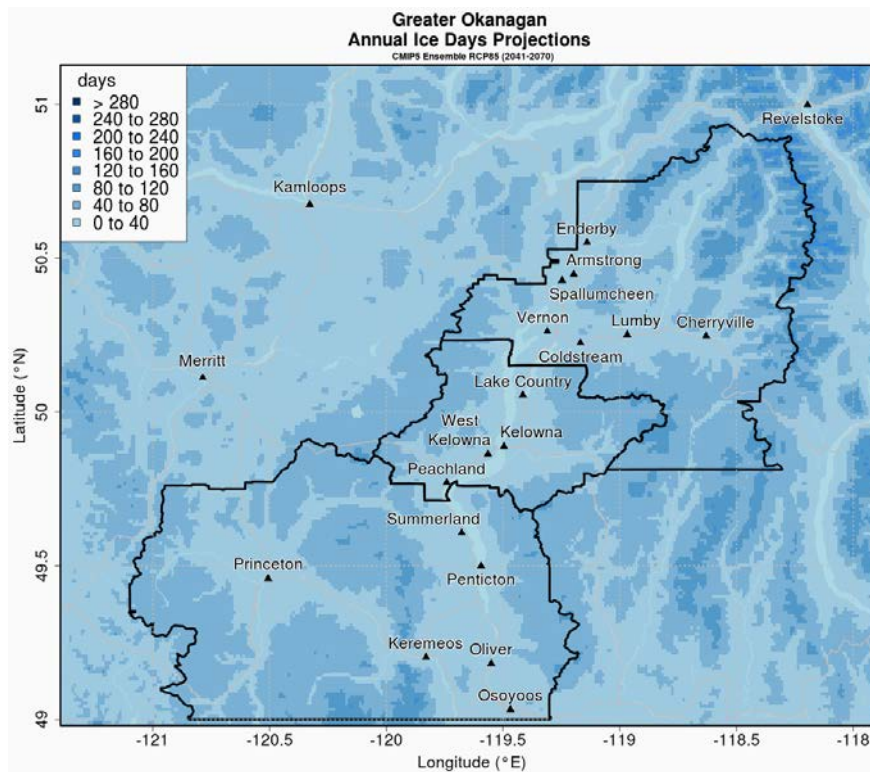 Greater Okanagan
Annual Ice Days Projections
CMIP5 Ensemble RCP85 (2041-2070)
days
> 280
240 to 280
200 to 240
160 to 200
120 to 160
80 to 120
40 to 80
0 to 40
Revelstoke
Kamloops
Enderby
Armstrong
Spallumcheen
Vernon
Lumby
Cherryville
Coldstream
Merritt
Lake Country
West
Kelowna
Kelowna
Peachland
Summerland
Princeton
Penticton
Keremeos
Oliver
Osoyoos
51
50.5
50
49.5
49
Latitude (°N)
-121
-120.5
-120
-119.5
-119
-118.5
-118
Longitude (°E)